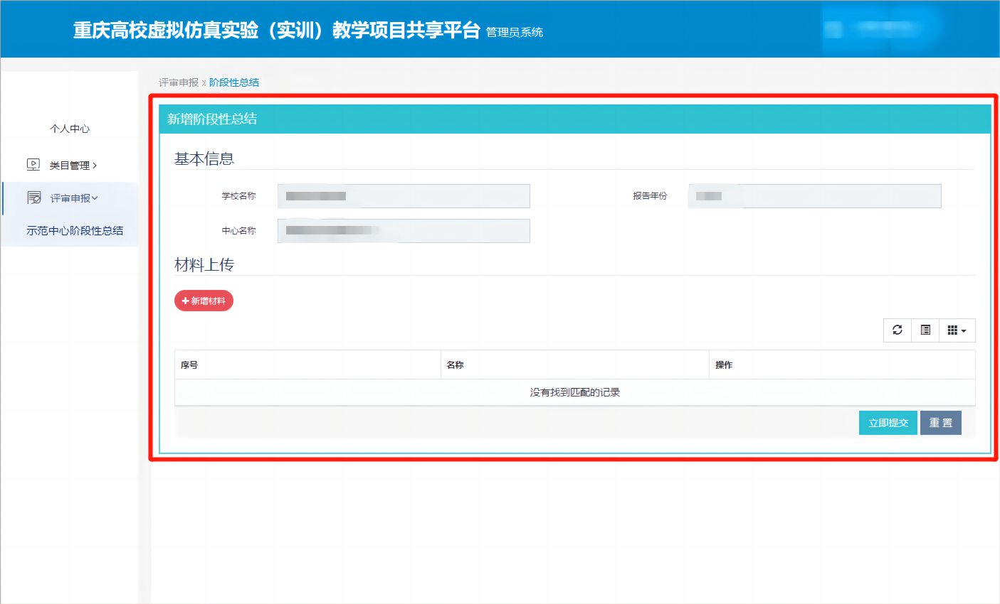 重庆高校虚拟仿真实验（实训）教学项目共享平台 管理员系统
评审申报 x 阶段性总结
个人中心
类目管理
评审申报
示范中心阶段性总结
新增阶段性总结
基本信息
学校名称
报告年份
中心名称
材料上传
新增材料
序号 名称 操作
没有找到匹配的记录
立即提交 重 置